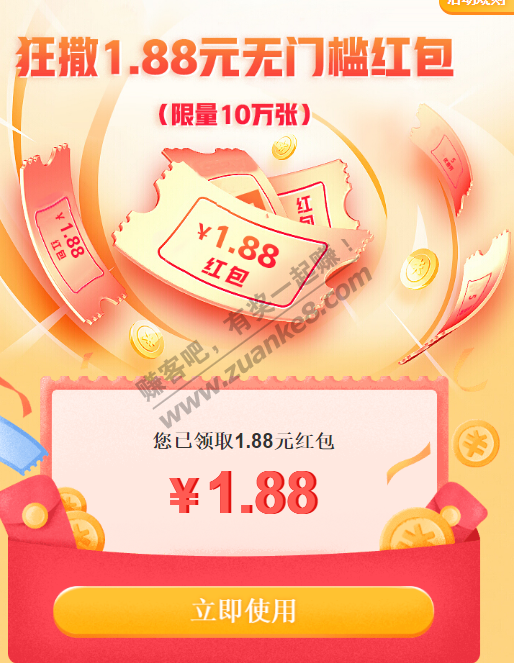 狂撒1.88元无门槛红包
（限量10万张）
¥1.88
红包
¥1.88
红包
红包
赚客吧，有奖一起赚！
www.zuanke8.com
您已领取1.88元红包
¥1.88
立即使用